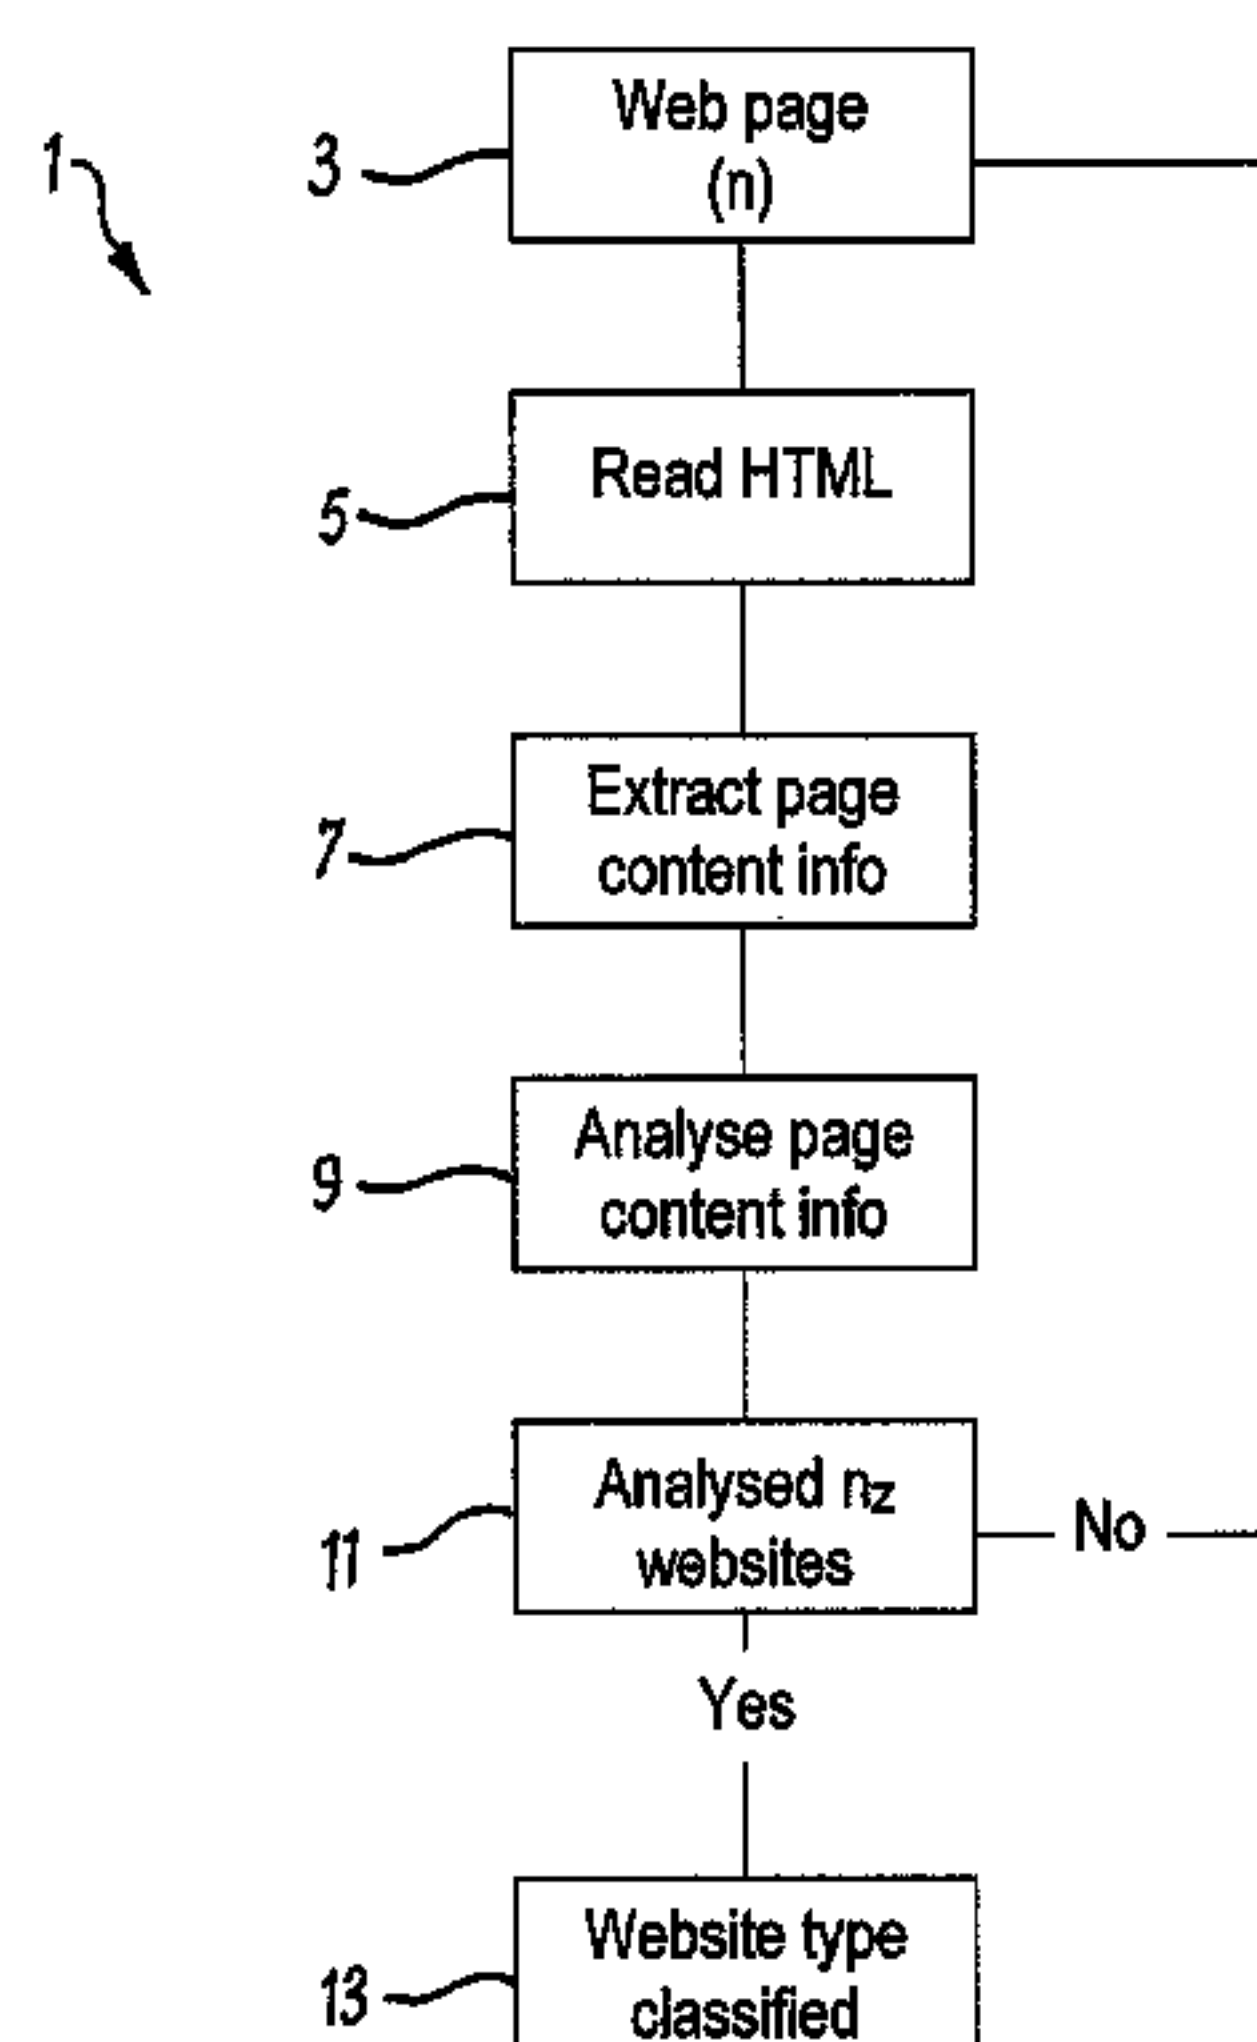 1
3
Web page
(n)
5
Read HTML
7
Extract page
content info
9
Analyse page
content info
11
Analysed nz
websites
No
Yes
13
Website type
classified